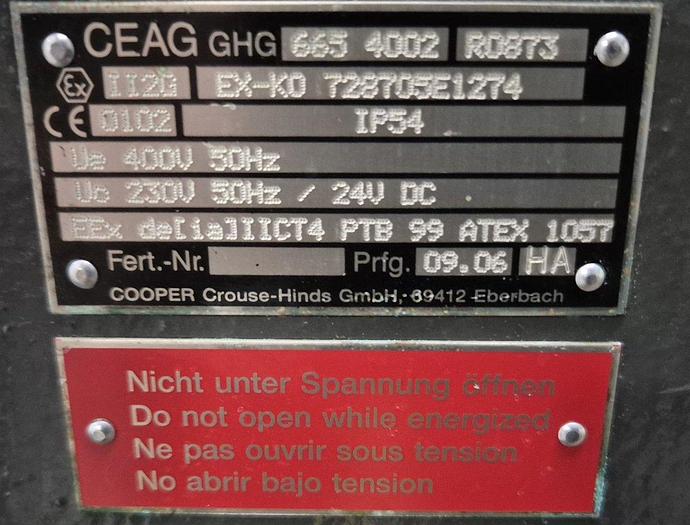 CEAG GHG 665 4002 R0873
Ex II2G EX-KO 728705E1274
CE 0102 IP54
Ue 400V 50Hz
Uc 230V 50Hz / 24V DC
EEx de[ia]IICT4 PTB 99 ATEX 1057
Fert.-Nr. Prfg. 09.06 HA
COOPER Crouse-Hinds GmbH, 69412 Eberbach
Nicht unter Spannung öffnen
Do not open while energized
Ne pas ouvrir sous tension
No abrir bajo tension